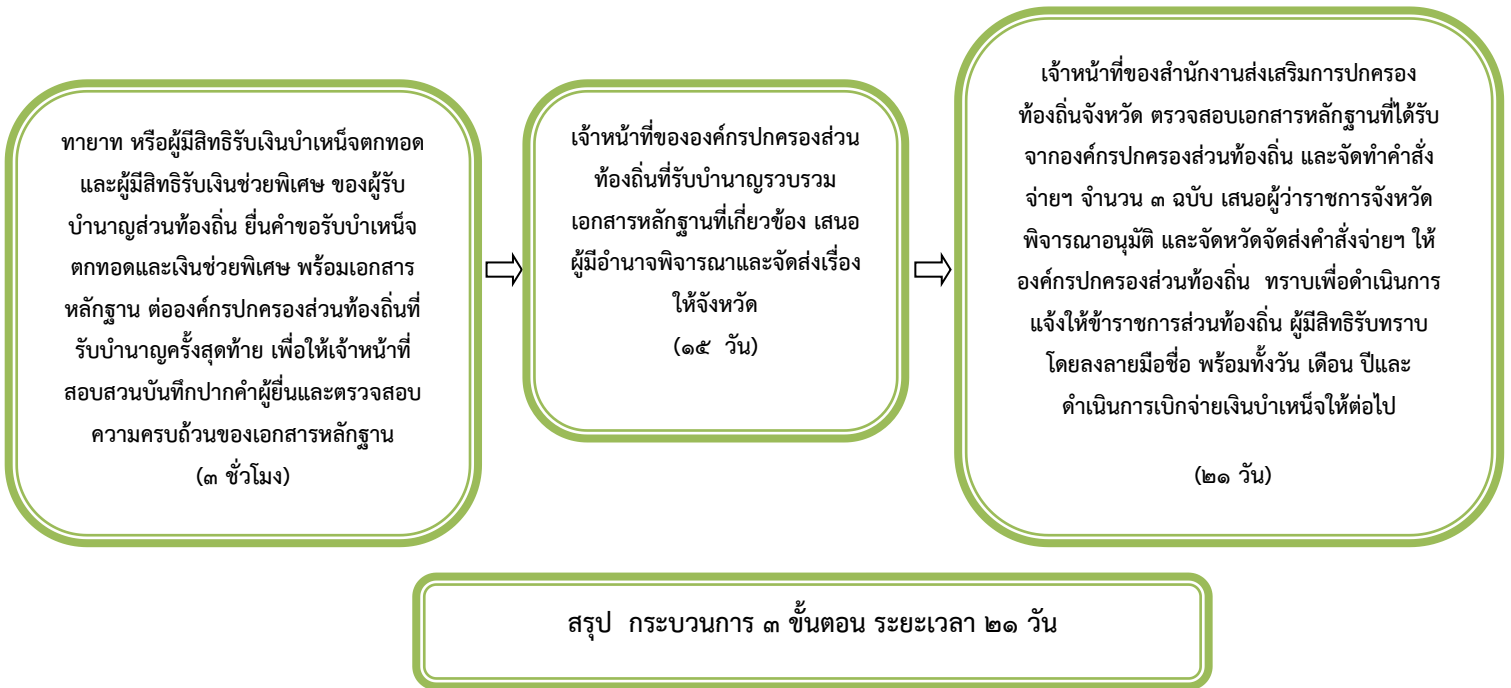 ทายาท หรือผู้มีสิทธิรับเงินบำเหน็จตกทอด
และผู้มีสิทธิรับเงินช่วยพิเศษ ของผู้รับ
บำนาญส่วนท้องถิ่น ยื่นคำขอรับบำเหน็จ
ตกทอดและเงินช่วยพิเศษ พร้อมเอกสาร
หลักฐาน ต่อองค์กรปกครองส่วนท้องถิ่นที่
รับบำนาญครั้งสุดท้าย เพื่อให้เจ้าหน้าที่
สอบสวนบันทึกปากคำผู้ยื่นและตรวจสอบ
ความครบถ้วนของเอกสารหลักฐาน
(๓ ชั่วโมง)
เจ้าหน้าที่ขององค์กรปกครองส่วน
ท้องถิ่นที่รับบำนาญรวบรวม
เอกสารหลักฐานที่เกี่ยวข้อง เสนอ
ผู้มีอำนาจพิจารณาและจัดส่งเรื่อง
ให้จังหวัด
(๑๕ วัน)
เจ้าหน้าที่ของสำนักงานส่งเสริมการปกครอง
ท้องถิ่นจังหวัด ตรวจสอบเอกสารหลักฐานที่ได้รับ
จากองค์กรปกครองส่วนท้องถิ่น และจัดทำคำสั่ง
จ่ายฯ จำนวน ๓ ฉบับ เสนอผู้ว่าราชการจังหวัด
พิจารณาอนุมัติ และจัดหวัดจัดส่งคำสั่งจ่ายฯ ให้
องค์กรปกครองส่วนท้องถิ่น ทราบเพื่อดำเนินการ
แจ้งให้ข้าราชการส่วนท้องถิ่น ผู้มีสิทธิรับทราบ
โดยลงลายมือชื่อ พร้อมทั้งวัน เดือน ปีและ
ดำเนินการเบิกจ่ายเงินบำเหน็จให้ต่อไป
(๒๑ วัน)
สรุป กระบวนการ ๓ ขั้นตอน ระยะเวลา ๒๑ วัน